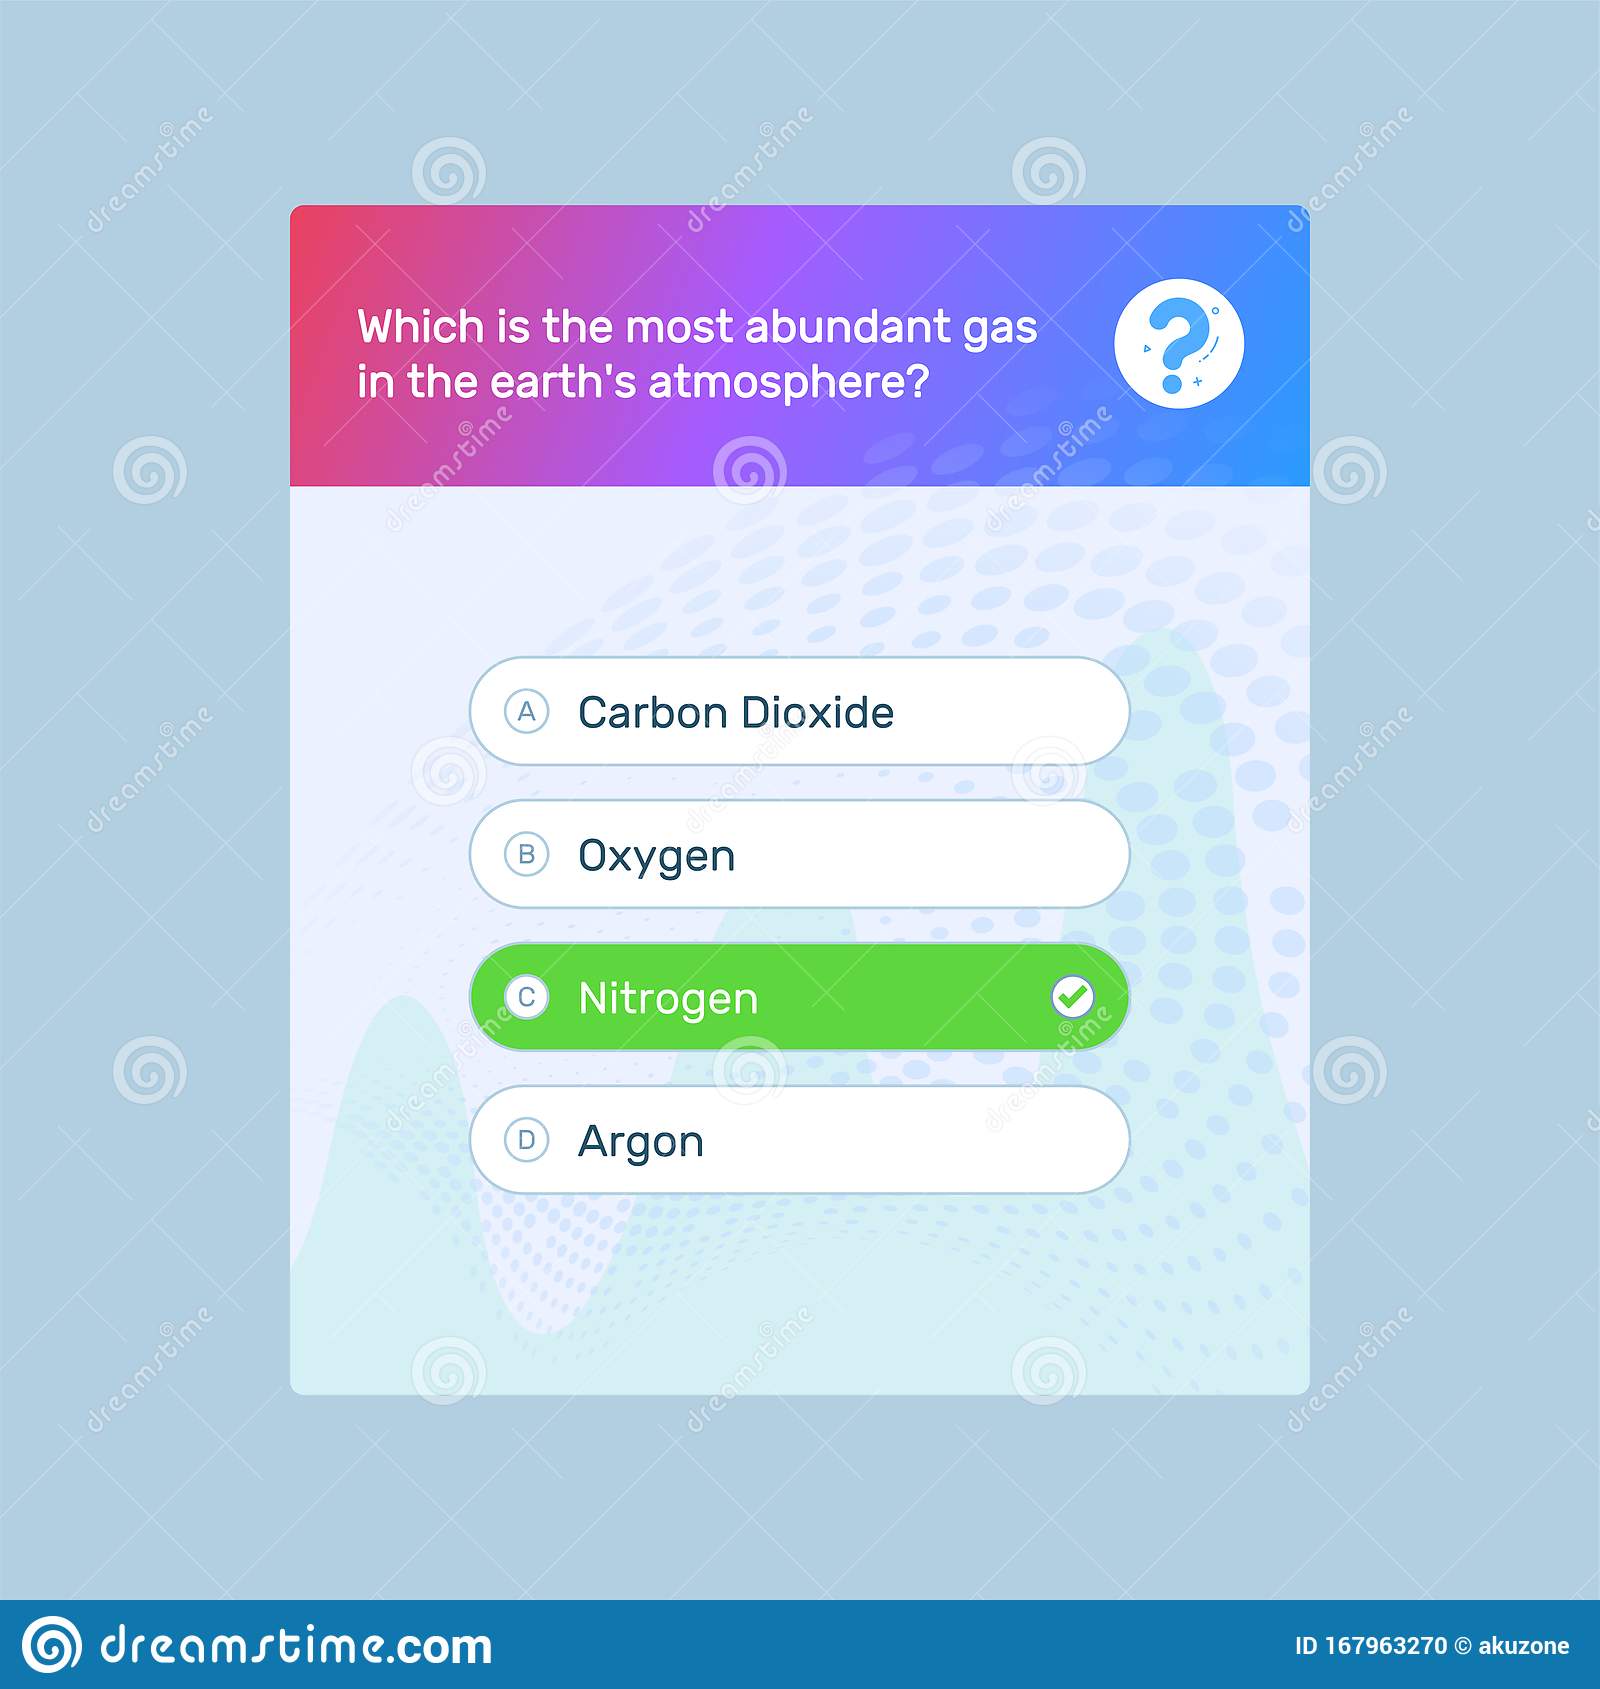 Which is the most abundant gas
in the earth's atmosphere?
A Carbon Dioxide
B Oxygen
C Nitrogen
D Argon
dreamstime.com
ID 167963270 © akuzone